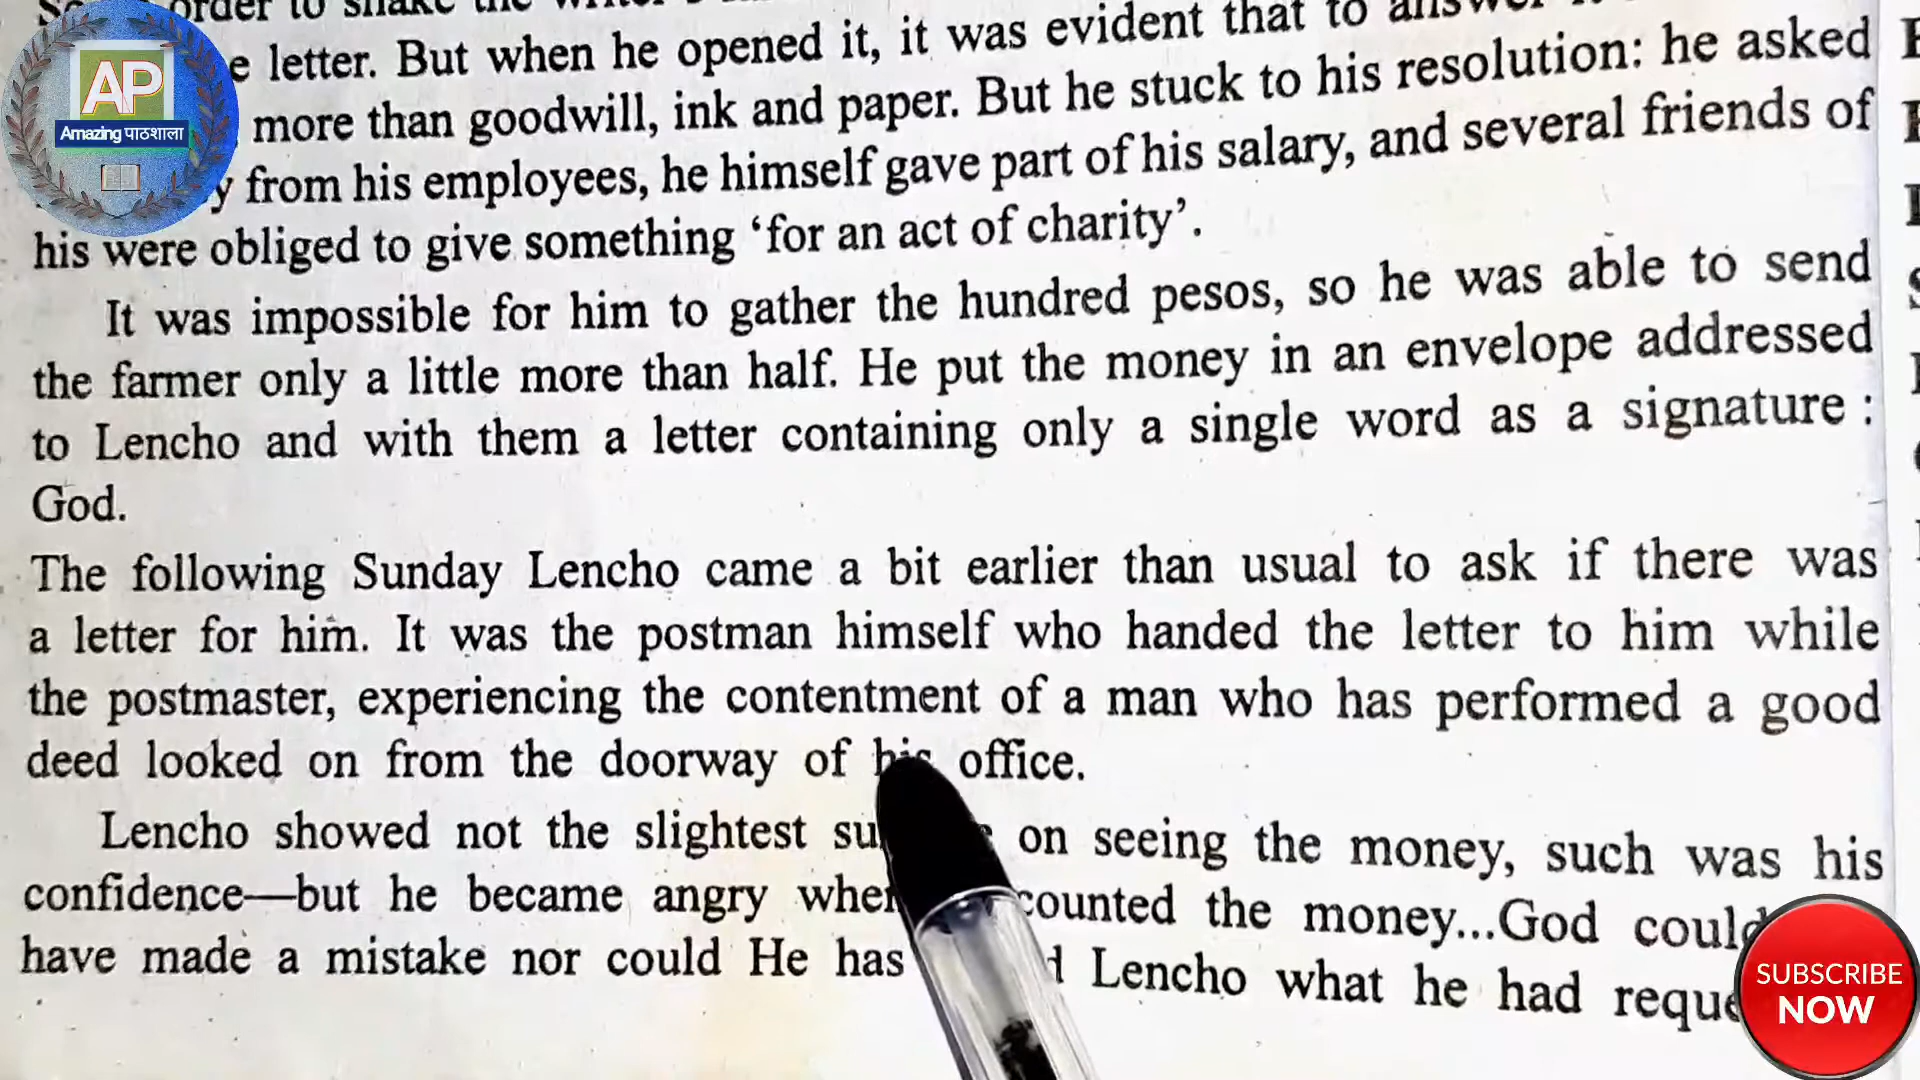 order to shake the writer's
e letter. But when he opened it, it was evident that to answer it
more than goodwill, ink and paper. But he stuck to his resolution: he asked
y from his employees, he himself gave part of his salary, and several friends of
his were obliged to give something ‘for an act of charity’.
It was impossible for him to gather the hundred pesos, so he was able to send
the farmer only a little more than half. He put the money in an envelope addressed
to Lencho and with them a letter containing only a single word as a signature :
God.
The following Sunday Lencho came a bit earlier than usual to ask if there was
a letter for him. It was the postman himself who handed the letter to him while
the postmaster, experiencing the contentment of a man who has performed a good
deed looked on from the doorway of his office.
Lencho showed not the slightest on seeing the money, such was his
confidence—but he became angry counted the money...God
have made a mistake nor could He has Lencho what he had
AP
Amazing पाठशाला
SUBSCRIBE
NOW